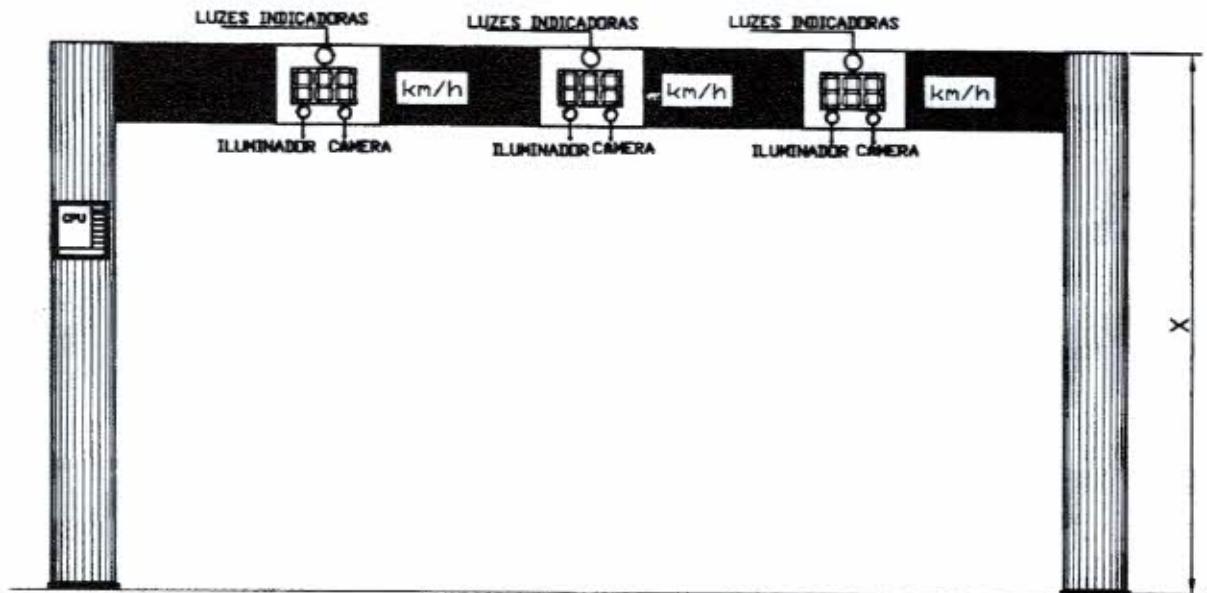 LUZES INDICADORAS LUZES INDICADORAS LUZES INDICADORAS
km/h km/h km/h
ILUMINADOR CAMERA ILUMINADOR CAMERA ILUMINADOR CAMERA
CPU
X